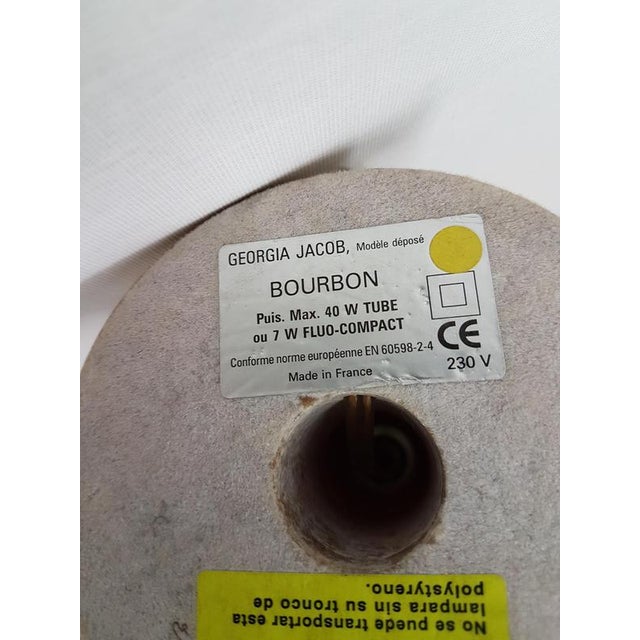 GEORGIA JACOB, Modèle déposé
BOURBON
Puis. Max. 40 W TUBE
ou 7 W FLUO-COMPACT
CE
Conforme norme européenne EN 60598-2-4
230 V
Made in France
No se puede transportar esta
lampara sin su tronco de
polystyreno.